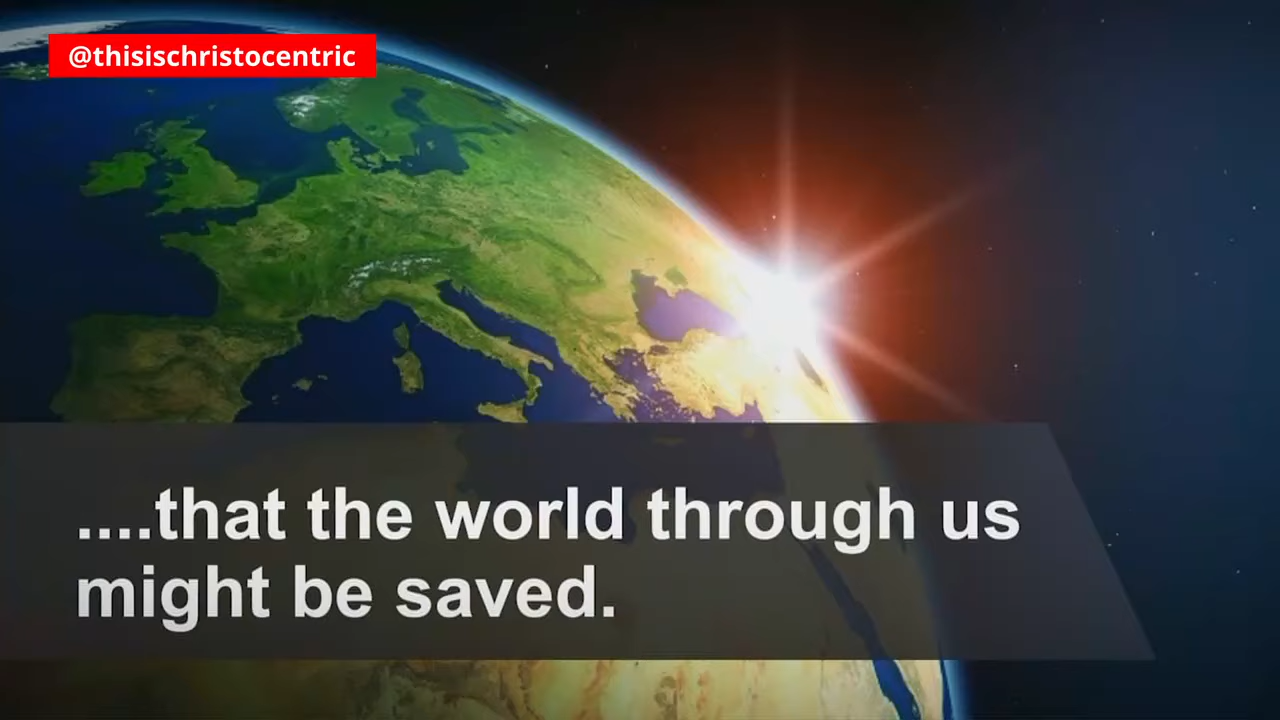 @thisischristocentric
....that the world through us
might be saved.